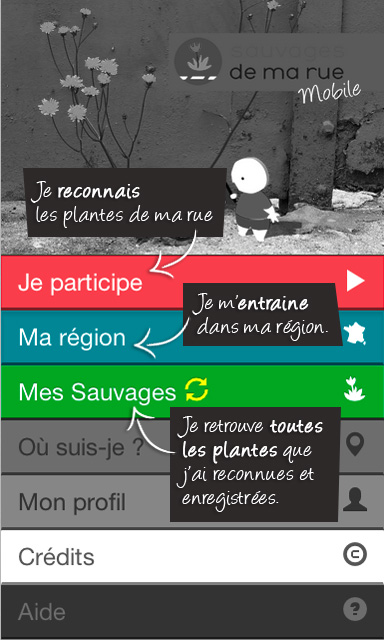 sauvages
de ma rue
Mobile
Je reconnais
les plantes de ma rue
Je participe
Je m'entraine
dans ma région.
Ma région
Mes Sauvages
Je retrouve toutes
les plantes que
j'ai reconnues et
enregistrées.
Où suis-je ?
Mon profil
Crédits
C
Aide
?